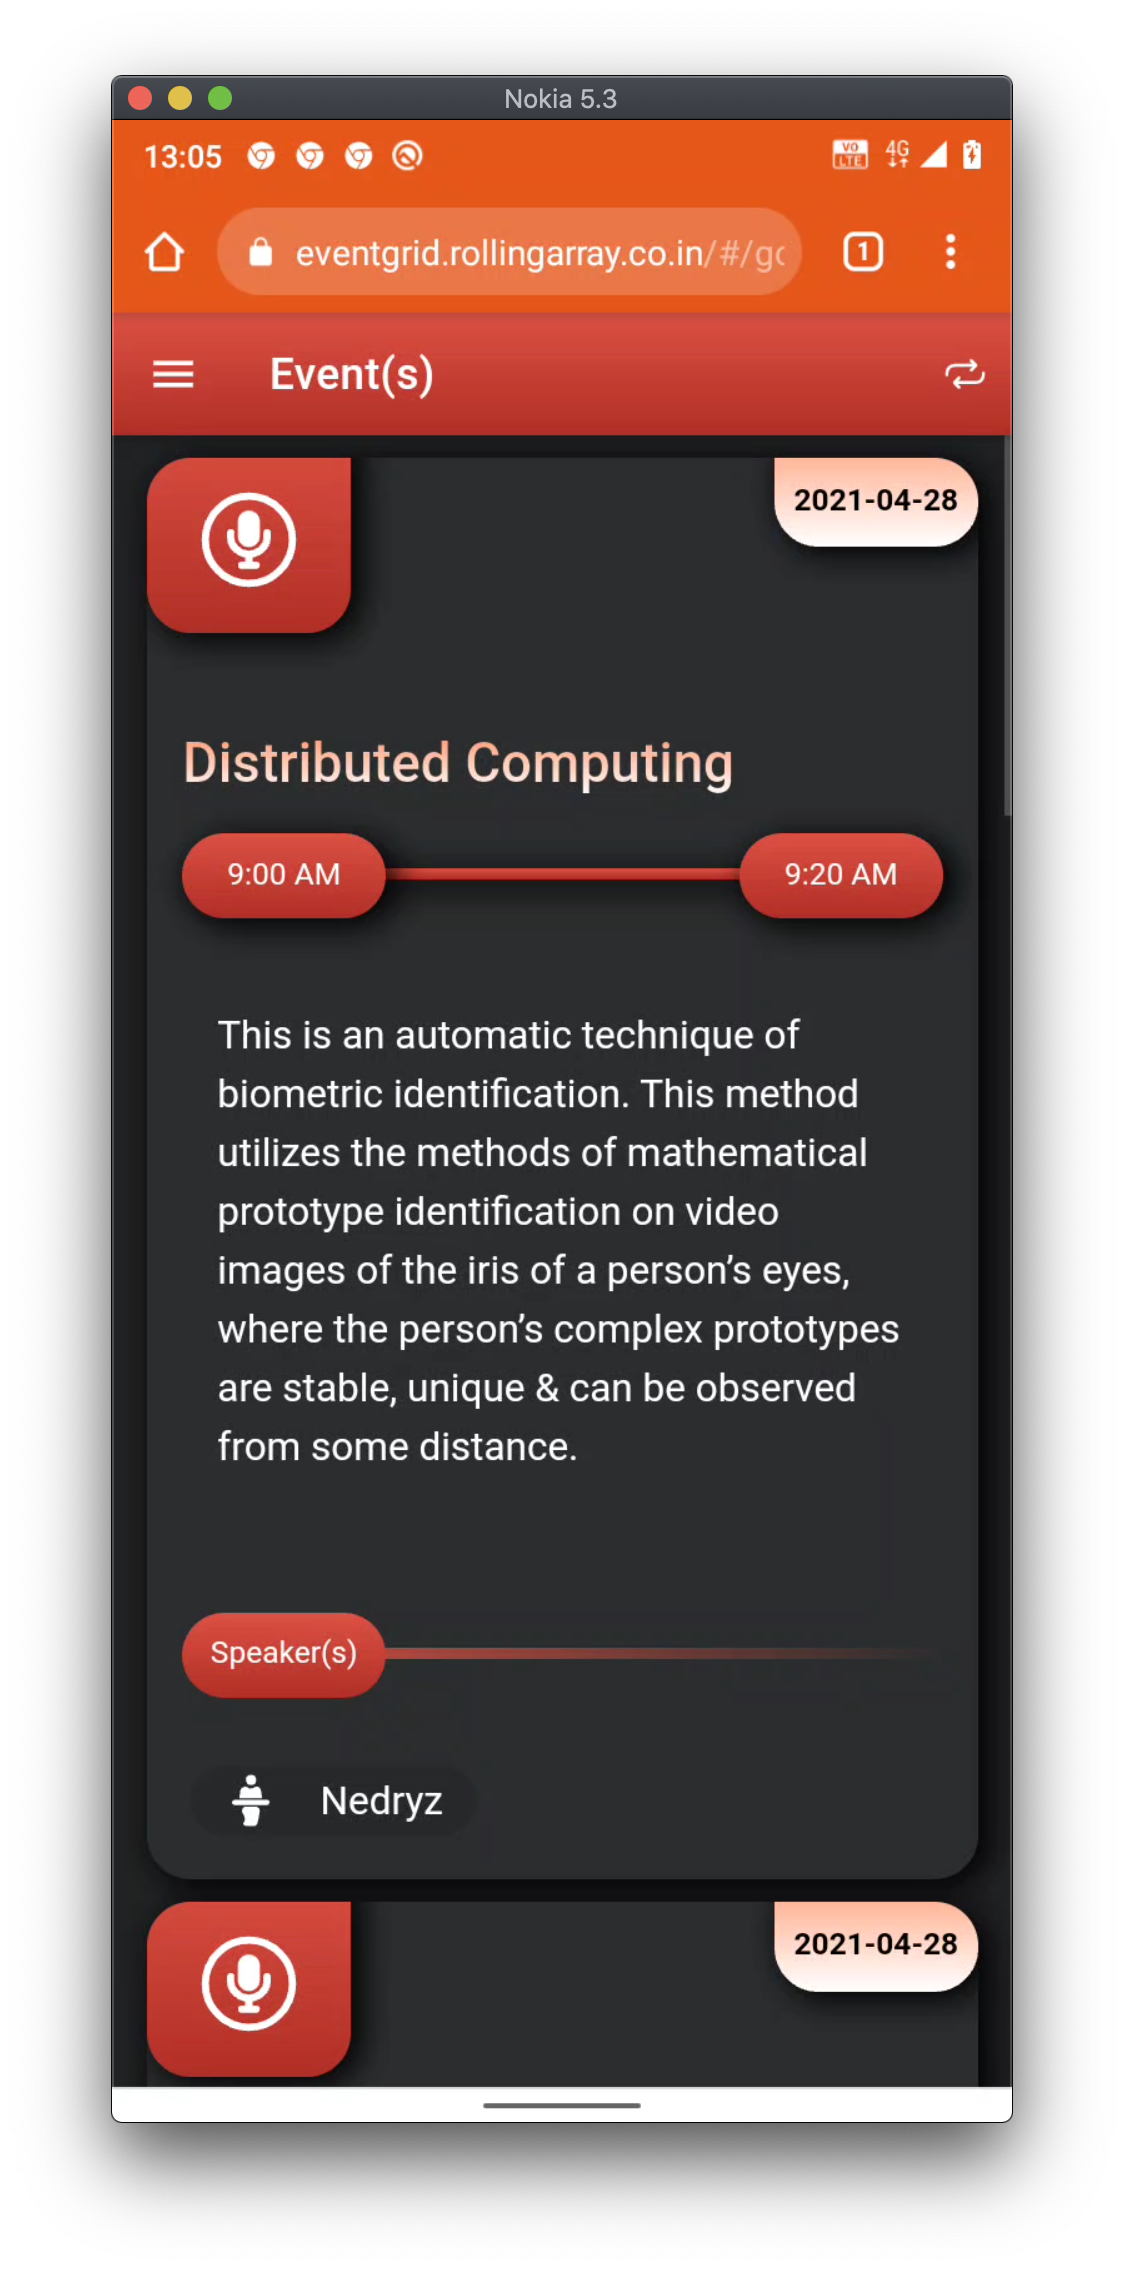 Nokia 5.3
13:05
VO LTE 4G
eventgrid.rollingarray.co.in/#/go
1
Event(s)
2021-04-28
Distributed Computing
9:00 AM 9:20 AM
This is an automatic technique of
biometric identification. This method
utilizes the methods of mathematical
prototype identification on video
images of the iris of a person’s eyes,
where the person’s complex prototypes
are stable, unique & can be observed
from some distance.
Speaker(s)
Nedryz
2021-04-28